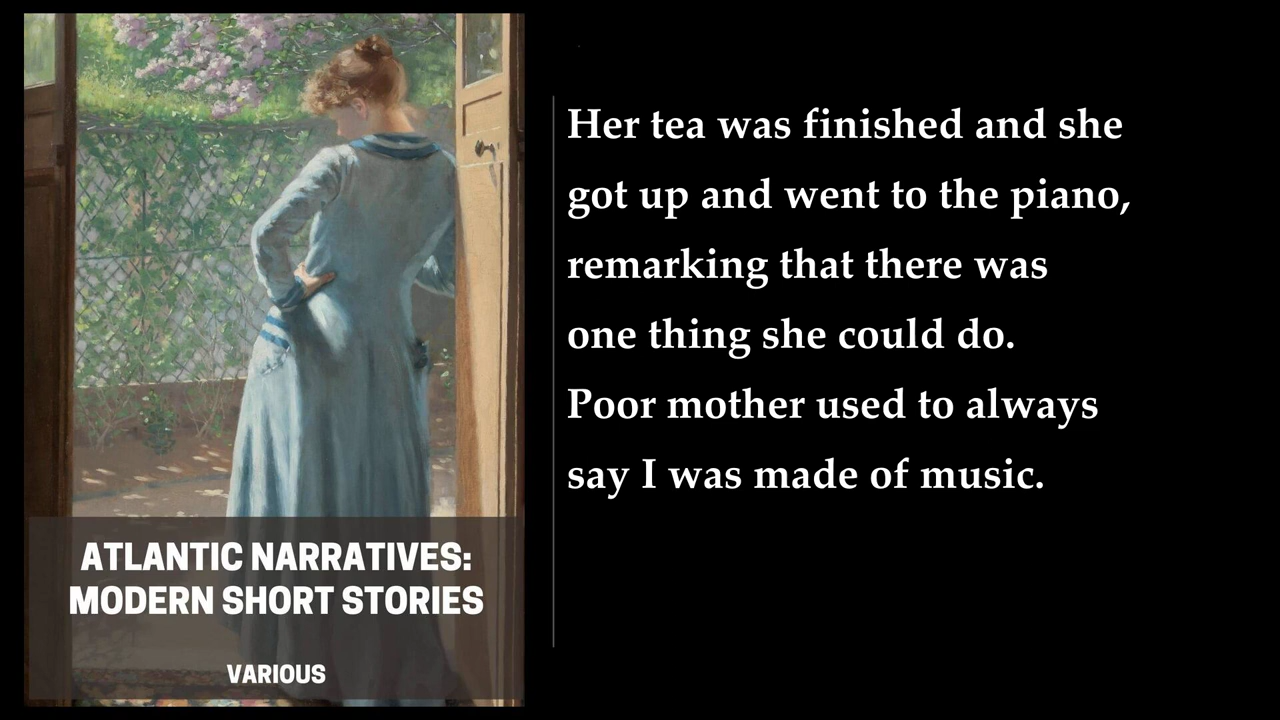 Her tea was finished and she
got up and went to the piano,
remarking that there was
one thing she could do.
Poor mother used to always
say I was made of music.
ATLANTIC NARRATIVES:
MODERN SHORT STORIES
VARIOUS